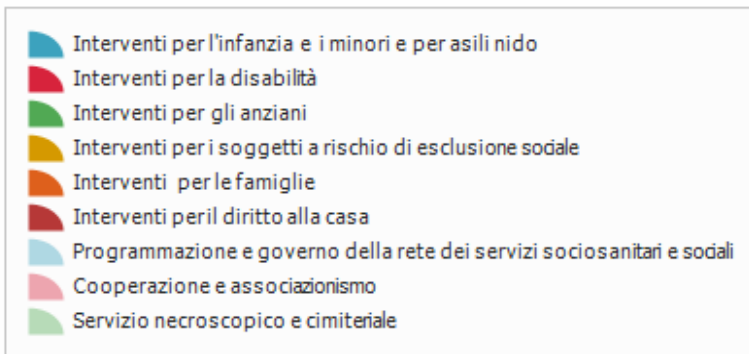 Interventi per l'infanzia e i minori e per asili nido
Interventi per la disabilità
Interventi per gli anziani
Interventi per i soggetti a rischio di esclusione sociale
Interventi per le famiglie
Interventi per il diritto alla casa
Programmazione e governo della rete dei servizi sociosanitari e sociali
Cooperazione e associazionismo
Servizio necroscopico e cimiteriale